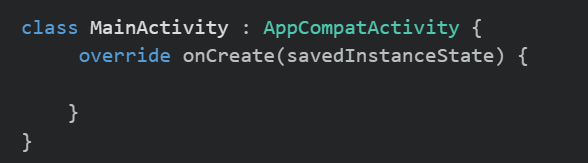 class MainActivity : AppCompatActivity {
override onCreate(savedInstanceState) {
}
}